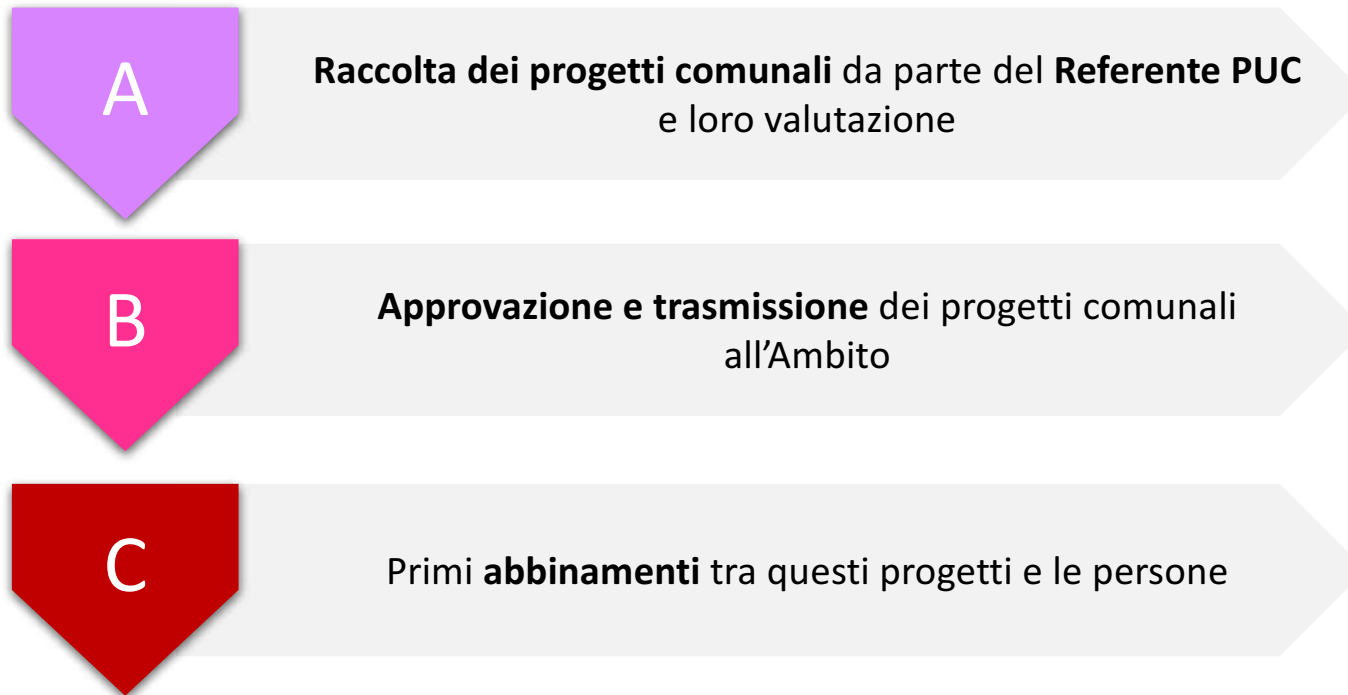 A
Raccolta dei progetti comunali da parte del Referente PUC
e loro valutazione
B
Approvazione e trasmissione dei progetti comunali
all’Ambito
C
Primi abbinamenti tra questi progetti e le persone